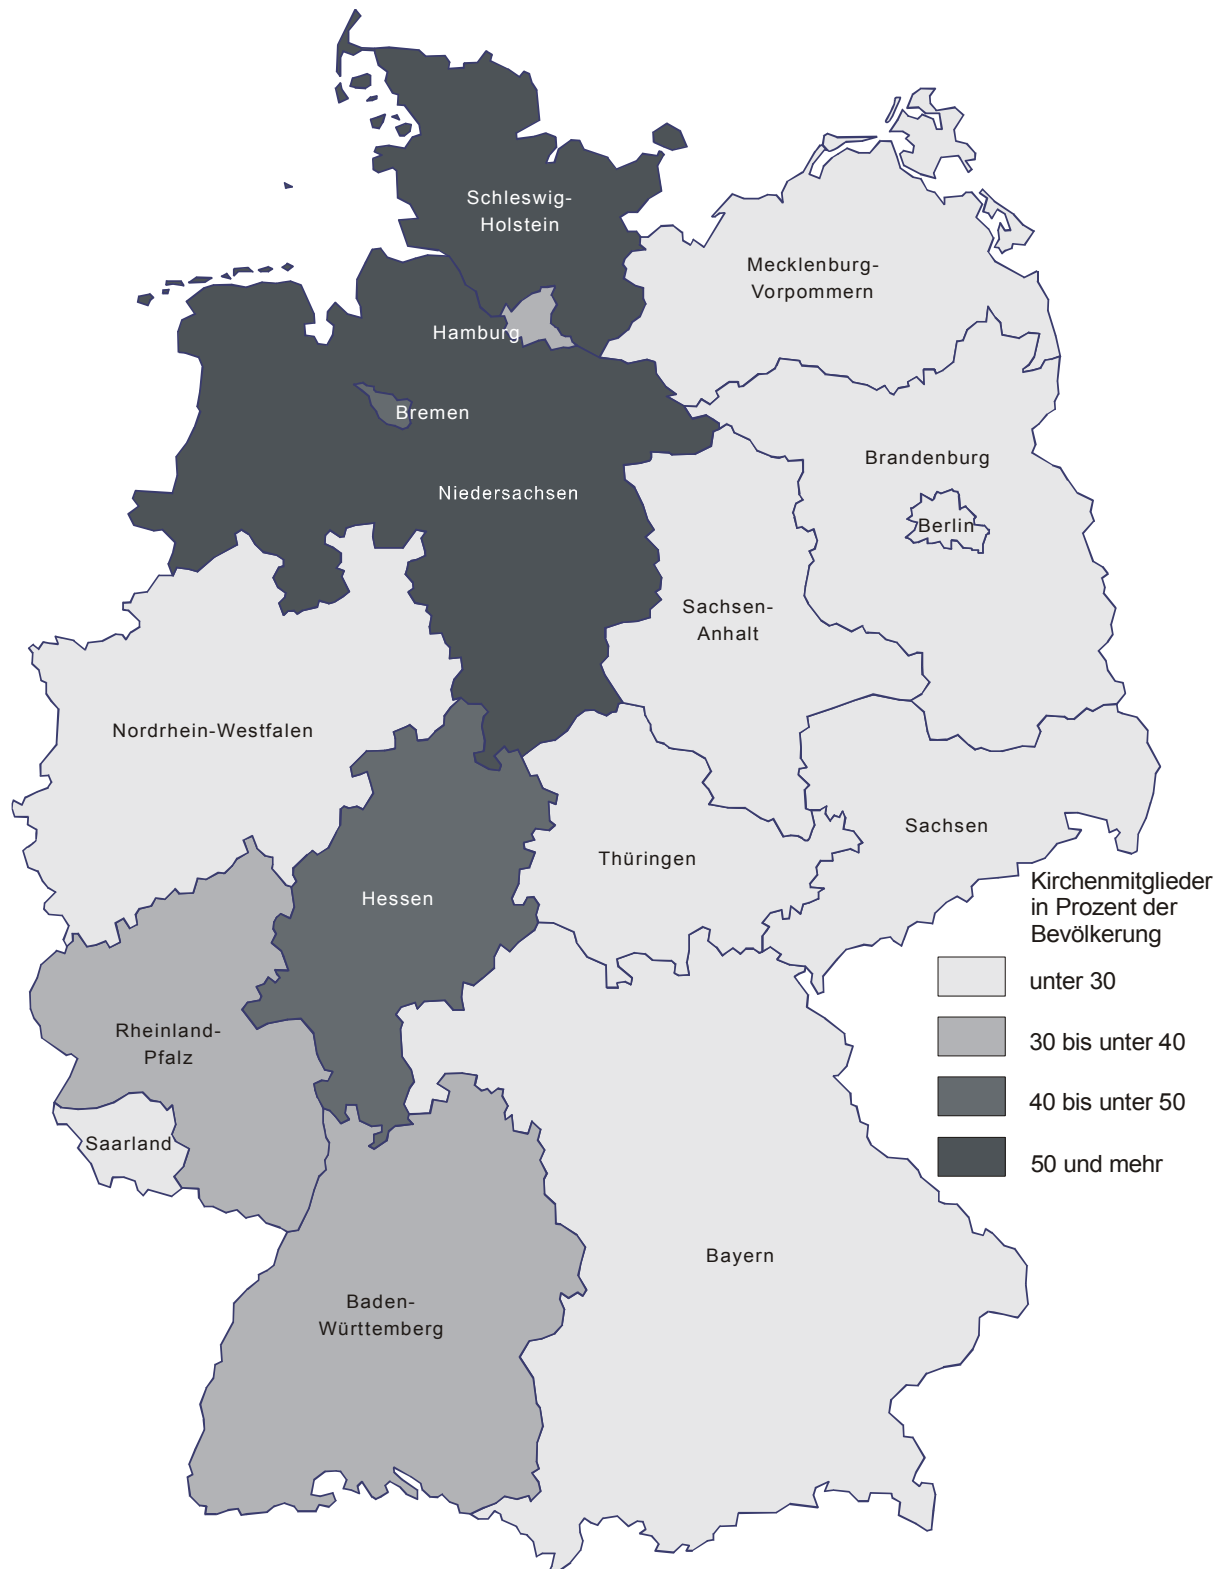 Schleswig-
Holstein
Mecklenburg-
Vorpommern
Hamburg
Bremen
Brandenburg
Niedersachsen
Berlin
Sachsen-
Anhalt
Nordrhein-Westfalen
Sachsen
Thüringen
Hessen
Kirchenmitglieder
in Prozent der
Bevölkerung
unter 30
30 bis unter 40
40 bis unter 50
50 und mehr
Rheinland-
Pfalz
Saarland
Bayern
Baden-
Württemberg